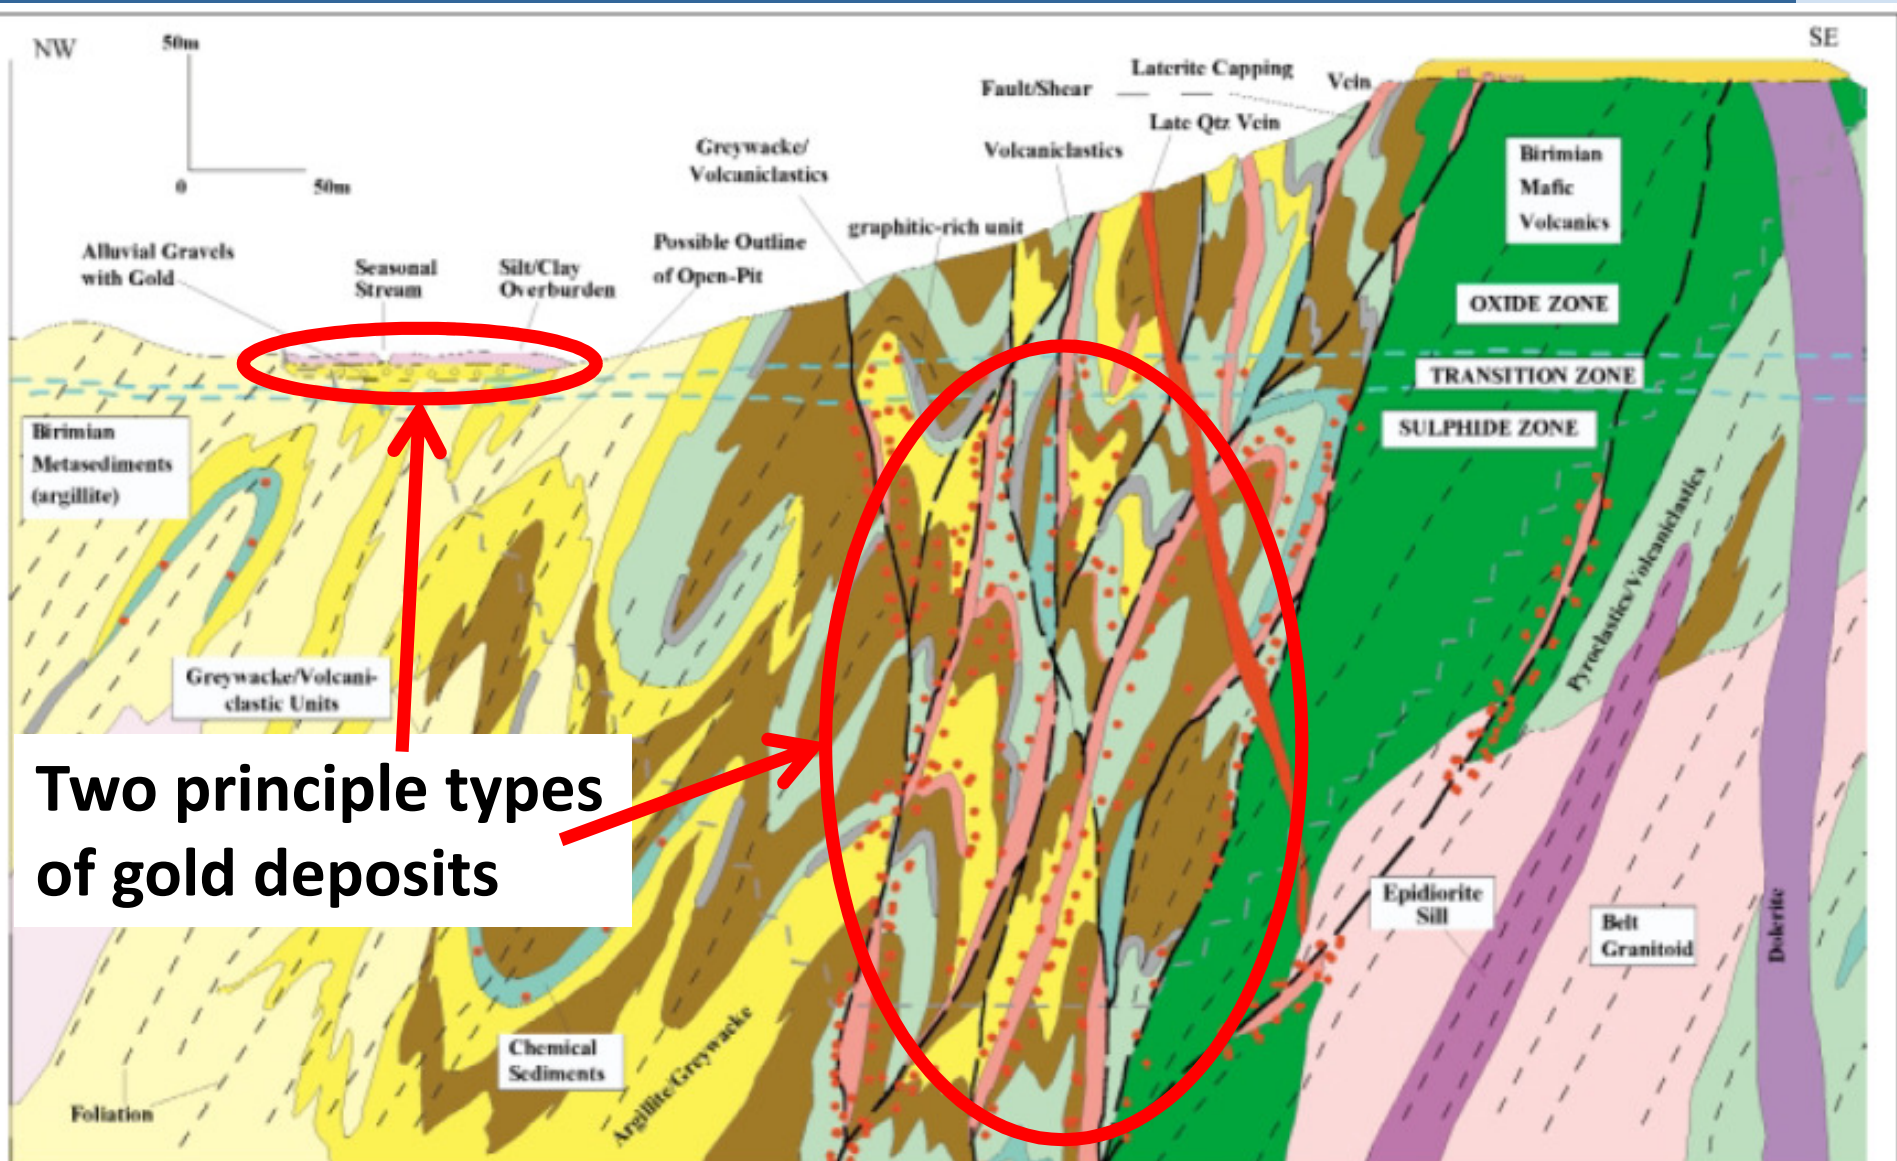 NW
SE
50m
0
50m
Laterite Capping
Fault/Shear
Vein
Late Qtz Vein
Volcaniclastics
Greywacke/
Volcaniclastics
graphitic-rich unit
Possible Outline
of Open-Pit
Alluvial Gravels
with Gold
Seasonal
Stream
Silt/Clay
Overburden
Birimian
Mafic
Volcanics
OXIDE ZONE
TRANSITION ZONE
SULPHIDE ZONE
Birimian
Metasediments
(argillite)
Greywacke/Volcani-
clastic Units
Pyroclastics/Volcaniclastics
Two principle types
of gold deposits
Epidiorite
Sill
Belt
Granitoid
Dolerite
Chemical
Sediments
Argillite/Greywacke
Foliation